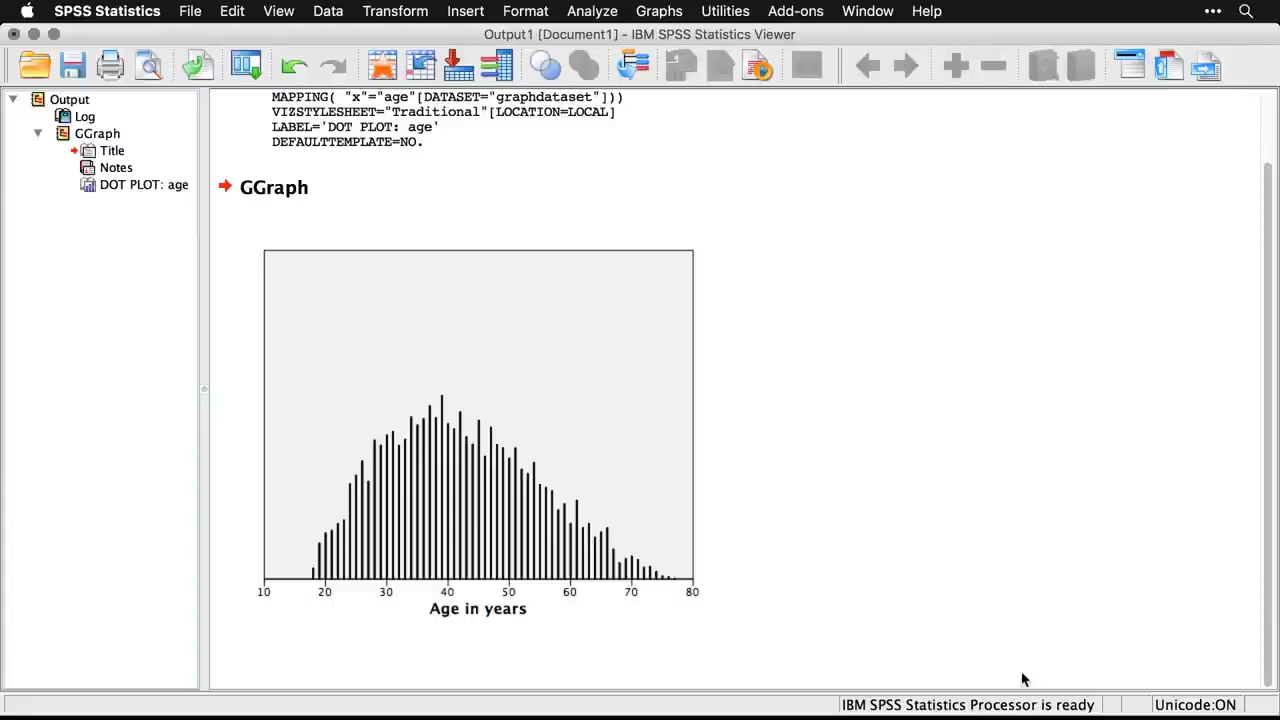 SPSS Statistics File Edit View Data Transform Insert Format Analyze Graphs Utilities Add-ons Window Help
Output1 [Document1] - IBM SPSS Statistics Viewer
Output
Log
GGraph
Title
Notes
DOT PLOT: age
MAPPING( "x"="age"[DATASET="graphdataset"]))
VIZSTYLESHEET="Traditional"[LOCATION=LOCAL]
LABEL='DOT PLOT: age'
DEFAULTTEMPLATE=NO.
GGraph
10 20 30 40 50 60 70 80
Age in years
IBM SPSS Statistics Processor is ready Unicode:ON